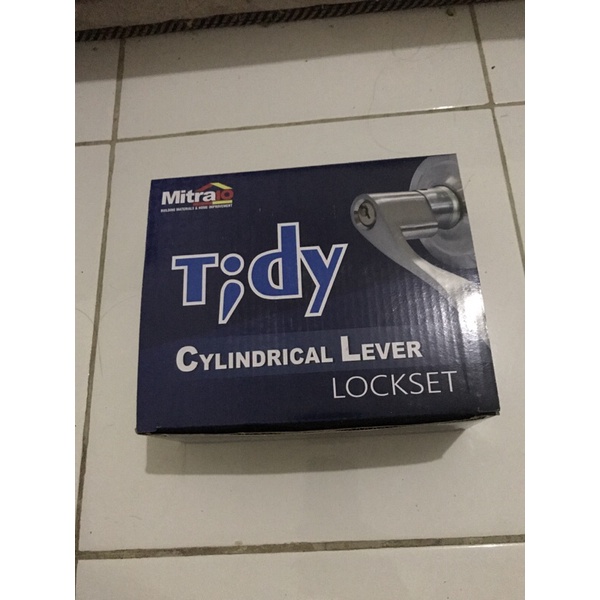 Mitra10
BUILDING MATERIALS & HOME IMPROVEMENT
Tidy
CYLINDRICAL LEVER
LOCKSET